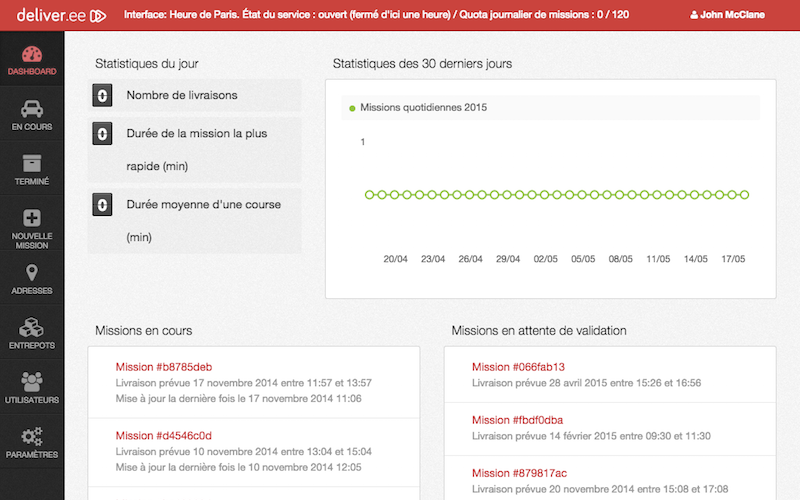 deliver.ee
Interface: Heure de Paris. État du service : ouvert (fermé d'ici une heure) / Quota journalier de missions : 0 / 120
John McClane
DASHBOARD
EN COURS
TERMINÉ
NOUVELLE
MISSION
ADRESSES
ENTREPOTS
UTILISATEURS
PARAMÈTRES
Statistiques du jour
0 Nombre de livraisons
0 Durée de la mission la plus
rapide (min)
0 Durée moyenne d'une course
(min)
Statistiques des 30 derniers jours
Missions quotidiennes 2015
1
20/04 23/04 26/04 29/04 02/05 05/05 08/05 11/05 14/05 17/05
Missions en cours
Mission #b8785deb
Livraison prévue 17 novembre 2014 entre 11:57 et 13:57
Mise à jour la dernière fois le 17 novembre 2014 11:06
Mission #d4546c0d
Livraison prévue 10 novembre 2014 entre 13:04 et 15:04
Mise à jour la dernière fois le 10 novembre 2014 12:05
Missions en attente de validation
Mission #066fab13
Livraison prévue 28 avril 2015 entre 15:26 et 16:56
Mission #fbdf0dba
Livraison prévue 14 février 2015 entre 09:30 et 11:30
Mission #879817ac
Livraison prévue 20 novembre 2014 entre 15:08 et 17:08